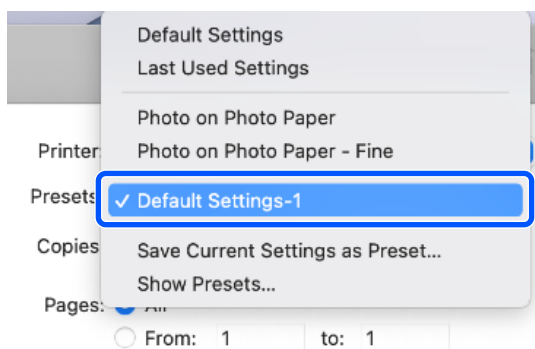 Default Settings
Last Used Settings
Photo on Photo Paper
Printer:
Photo on Photo Paper - Fine
Presets
✓ Default Settings-1
Copies
Save Current Settings as Preset...
Show Presets...
Pages:
All
From: 1 to: 1